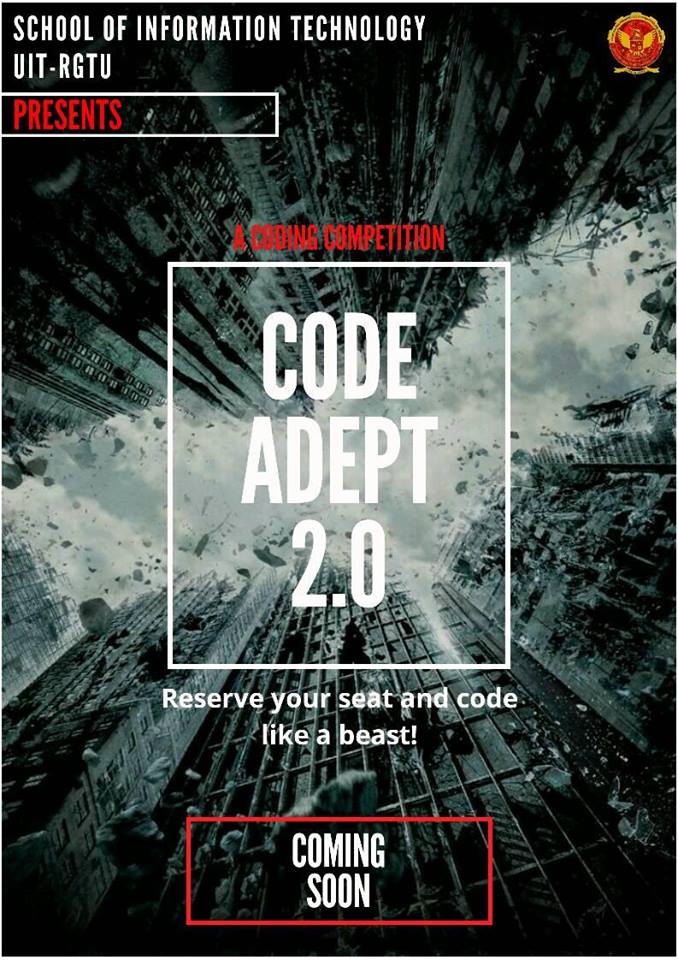 SCHOOL OF INFORMATION TECHNOLOGY
UIT-RGTU
PRESENTS
A CODING COMPETITION
CODE
ADEPT
2.0
Reserve your seat and code
like a beast!
COMING
SOON